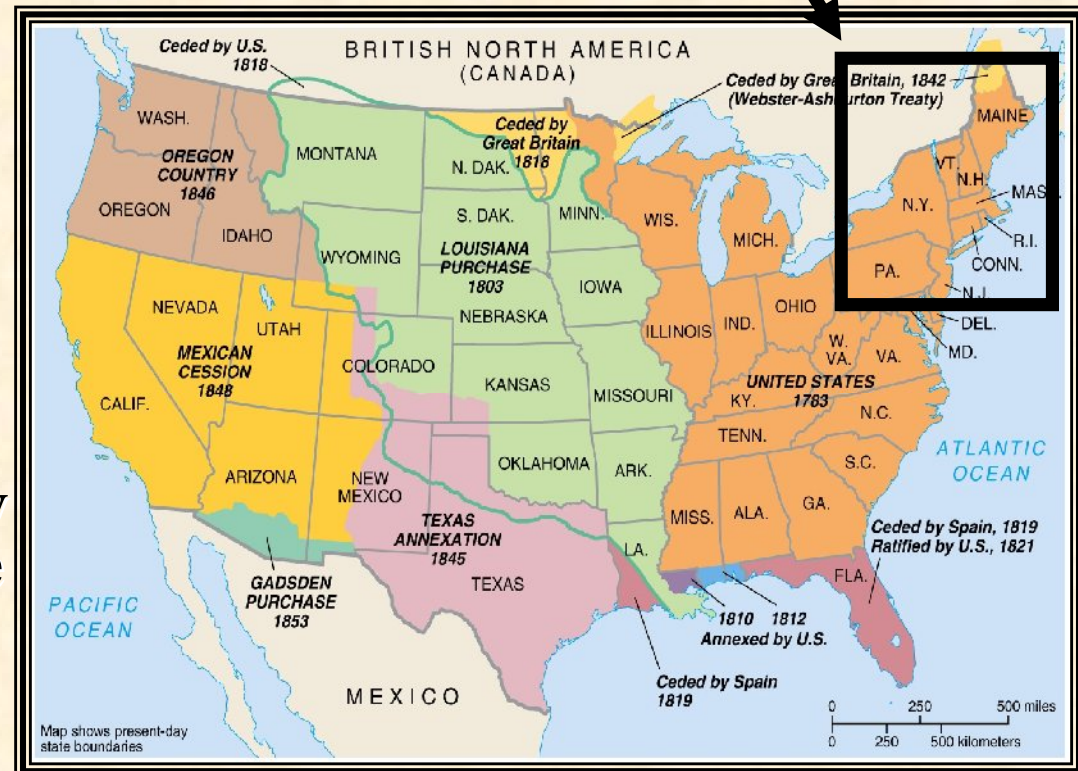 Ceded by U.S.
1818
BRITISH NORTH AMERICA
(CANADA)
Ceded by Great Britain, 1842
(Webster-Ashburton Treaty)
WASH.
OREGON
COUNTRY
1846
OREGON
IDAHO
MONTANA
Ceded by
Great Britain
1818
N. DAK.
S. DAK.
MINN.
WIS.
MICH.
MAINE
VT.
N.H.
MASS.
N.Y.
R.I.
CONN.
PA.
N.J.
DEL.
MD.
WYOMING
LOUISIANA
PURCHASE
1803
IOWA
NEBRASKA
NEVADA
UTAH
MEXICAN
CESSION
1848
CALIF.
COLORADO
KANSAS
MISSOURI
ILLINOIS
IND.
OHIO
W.
VA.
VA.
KY.
UNITED STATES
1783
N.C.
TENN.
S.C.
ATLANTIC
OCEAN
ARIZONA
NEW
MEXICO
OKLAHOMA
ARK.
MISS.
ALA.
GA.
TEXAS
ANNEXATION
1845
TEXAS
LA.
Ceded by Spain, 1819
Ratified by U.S., 1821
FLA.
GADSDEN
PURCHASE
1853
PACIFIC
OCEAN
1810
1812
Annexed by U.S.
Ceded by Spain
1819
MEXICO
0 250 500 miles
0 250 500 kilometers
Map shows present-day
state boundaries